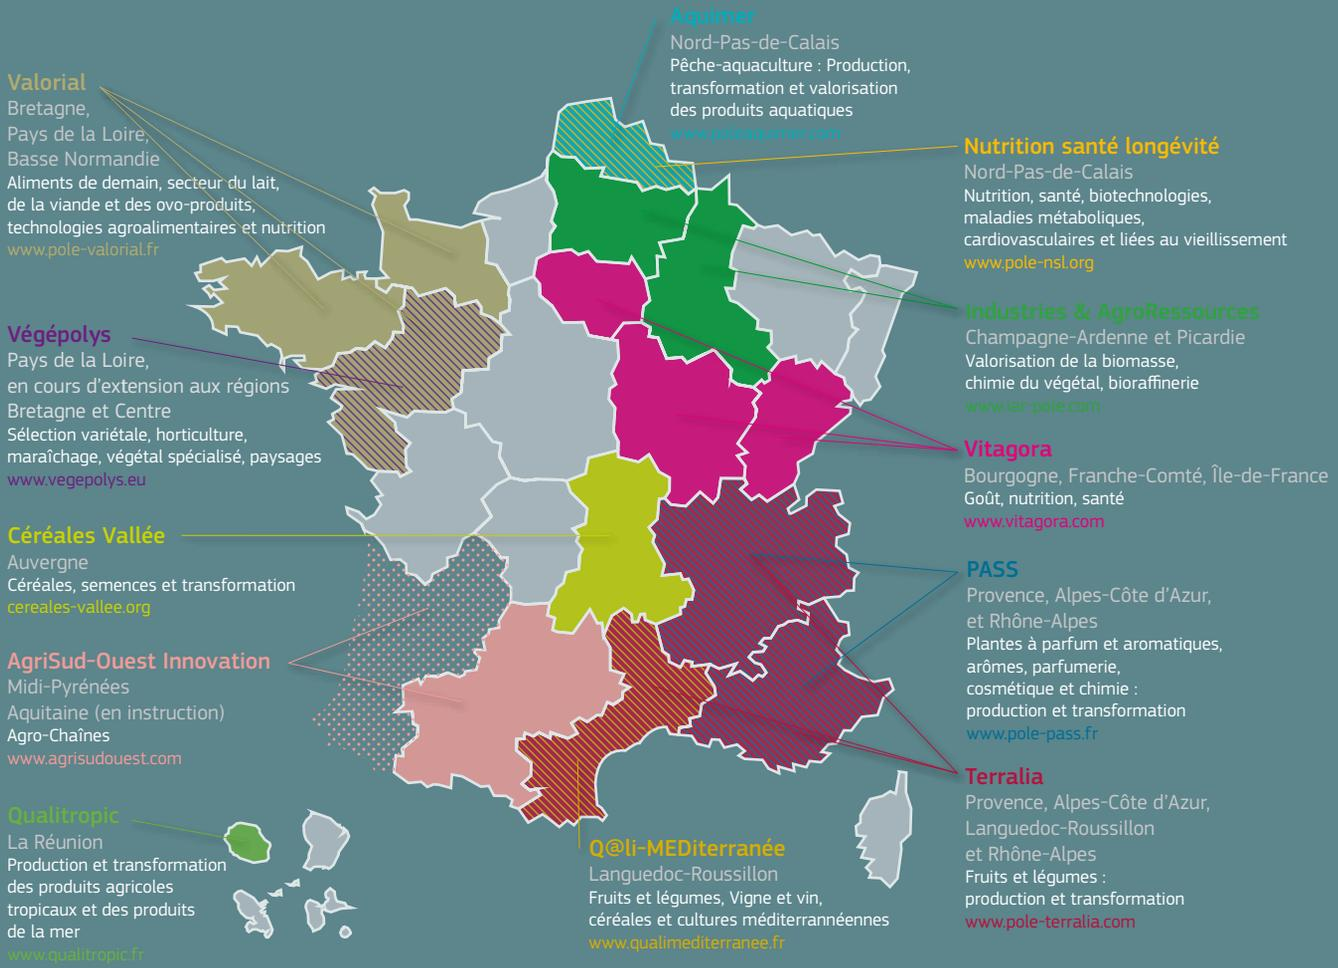 Aquimer
Nord-Pas-de-Calais
Pêche-aquaculture : Production,
transformation et valorisation
des produits aquatiques
www.poleaquimer.com
Valorial
Bretagne,
Pays de la Loire,
Basse Normandie
Aliments de demain, secteur du lait,
de la viande et des ovo-produits,
technologies agroalimentaires et nutrition
www.pole-valorial.fr
Nutrition santé longévité
Nord-Pas-de-Calais
Nutrition, santé, biotechnologies,
maladies métaboliques,
cardiovasculaires et liées au vieillissement
www.pole-nsl.org
Végépolys
Pays de la Loire,
en cours d'extension aux régions
Bretagne et Centre
Sélection variétale, horticulture,
maraîchage, végétal spécialisé, paysages
www.vegepolys.eu
Industries & AgroRessources
Champagne-Ardenne et Picardie
Valorisation de la biomasse,
chimie du végétal, bioraffinerie
www.iar-pole.com
Vitagora
Bourgogne, Franche-Comté, Île-de-France
Goût, nutrition, santé
www.vitagora.com
Céréales Vallée
Auvergne
Céréales, semences et transformation
cereales-vallee.org
PASS
Provence, Alpes-Côte d'Azur,
et Rhône-Alpes
Plantes à parfum et aromatiques,
arômes, parfumerie,
cosmétique et chimie :
production et transformation
www.pole-pass.fr
AgriSud-Ouest Innovation
Midi-Pyrénées
Aquitaine (en instruction)
Agro-Chaînes
www.agrisudouest.com
Terralia
Provence, Alpes-Côte d'Azur,
Languedoc-Roussillon
et Rhône-Alpes
Fruits et légumes :
production et transformation
www.pole-terralia.com
Qualitropic
La Réunion
Production et transformation
des produits agricoles
tropicaux et des produits
de la mer
www.qualitropic.fr
Q@li-MEDiterranée
Languedoc-Roussillon
Fruits et légumes, Vigne et vin,
céréales et cultures méditerrannéennes
www.qualimediterranee.fr